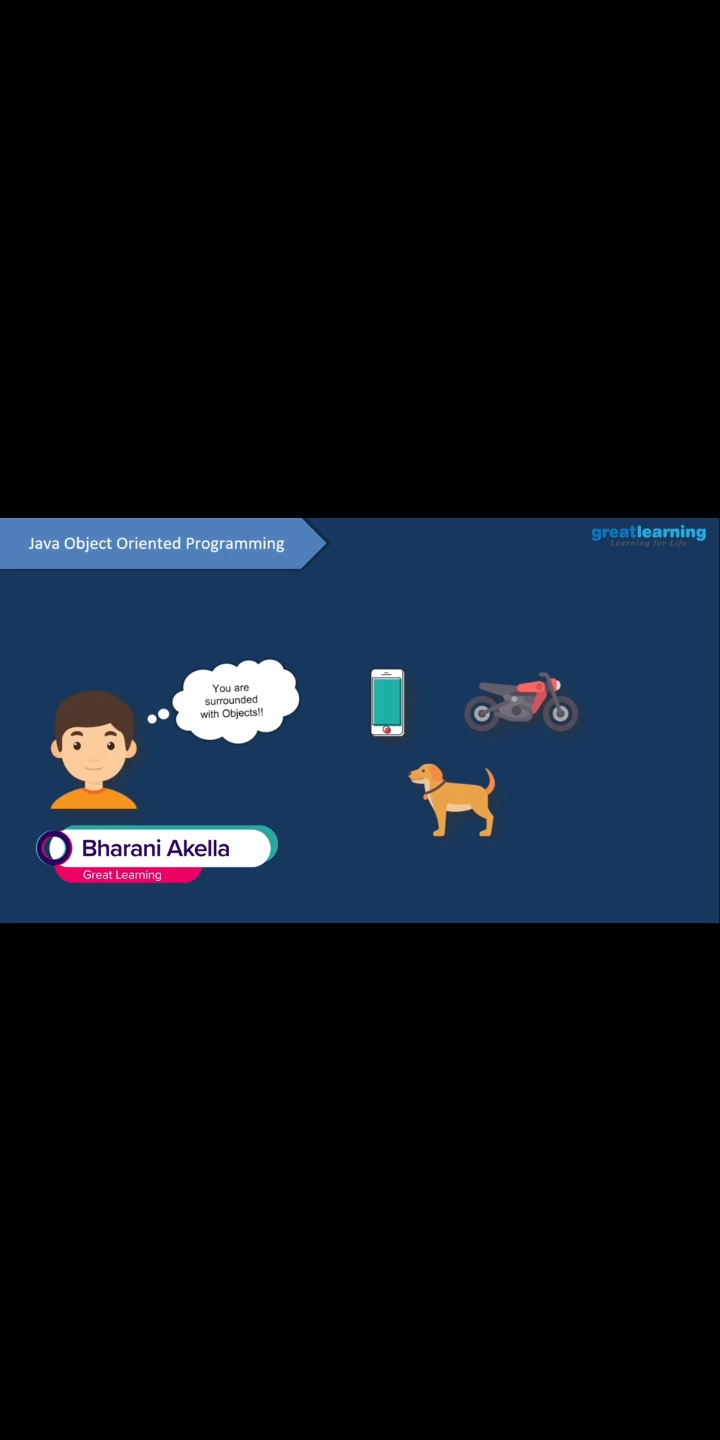 Java Object Oriented Programming
greatlearning
Learning for Life
You are
surrounded
with Objects!!
Bharani Akella
Great Learning